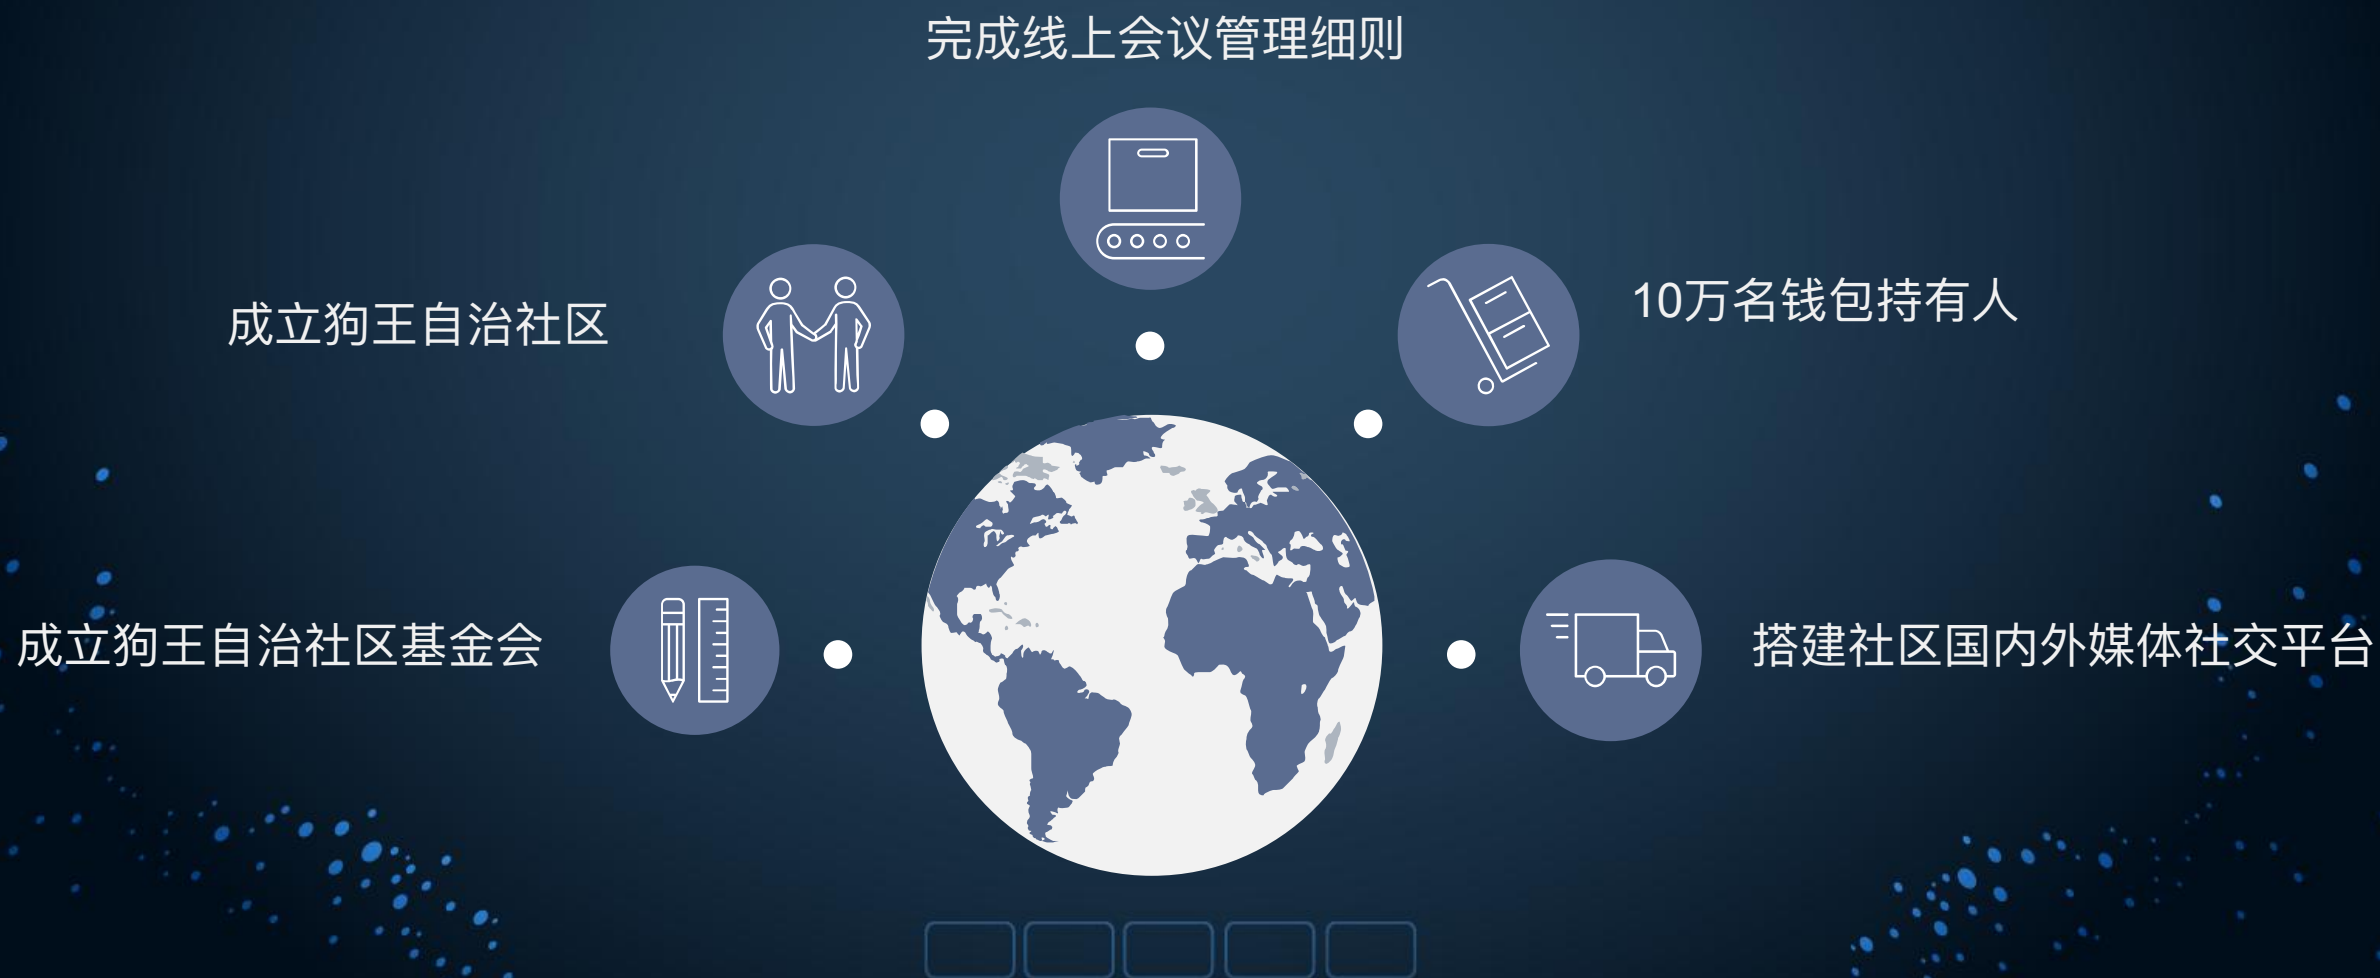 完成线上会议管理细则
成立狗王自治社区
10万名钱包持有人
成立狗王自治社区基金会
搭建社区国内外媒体社交平台